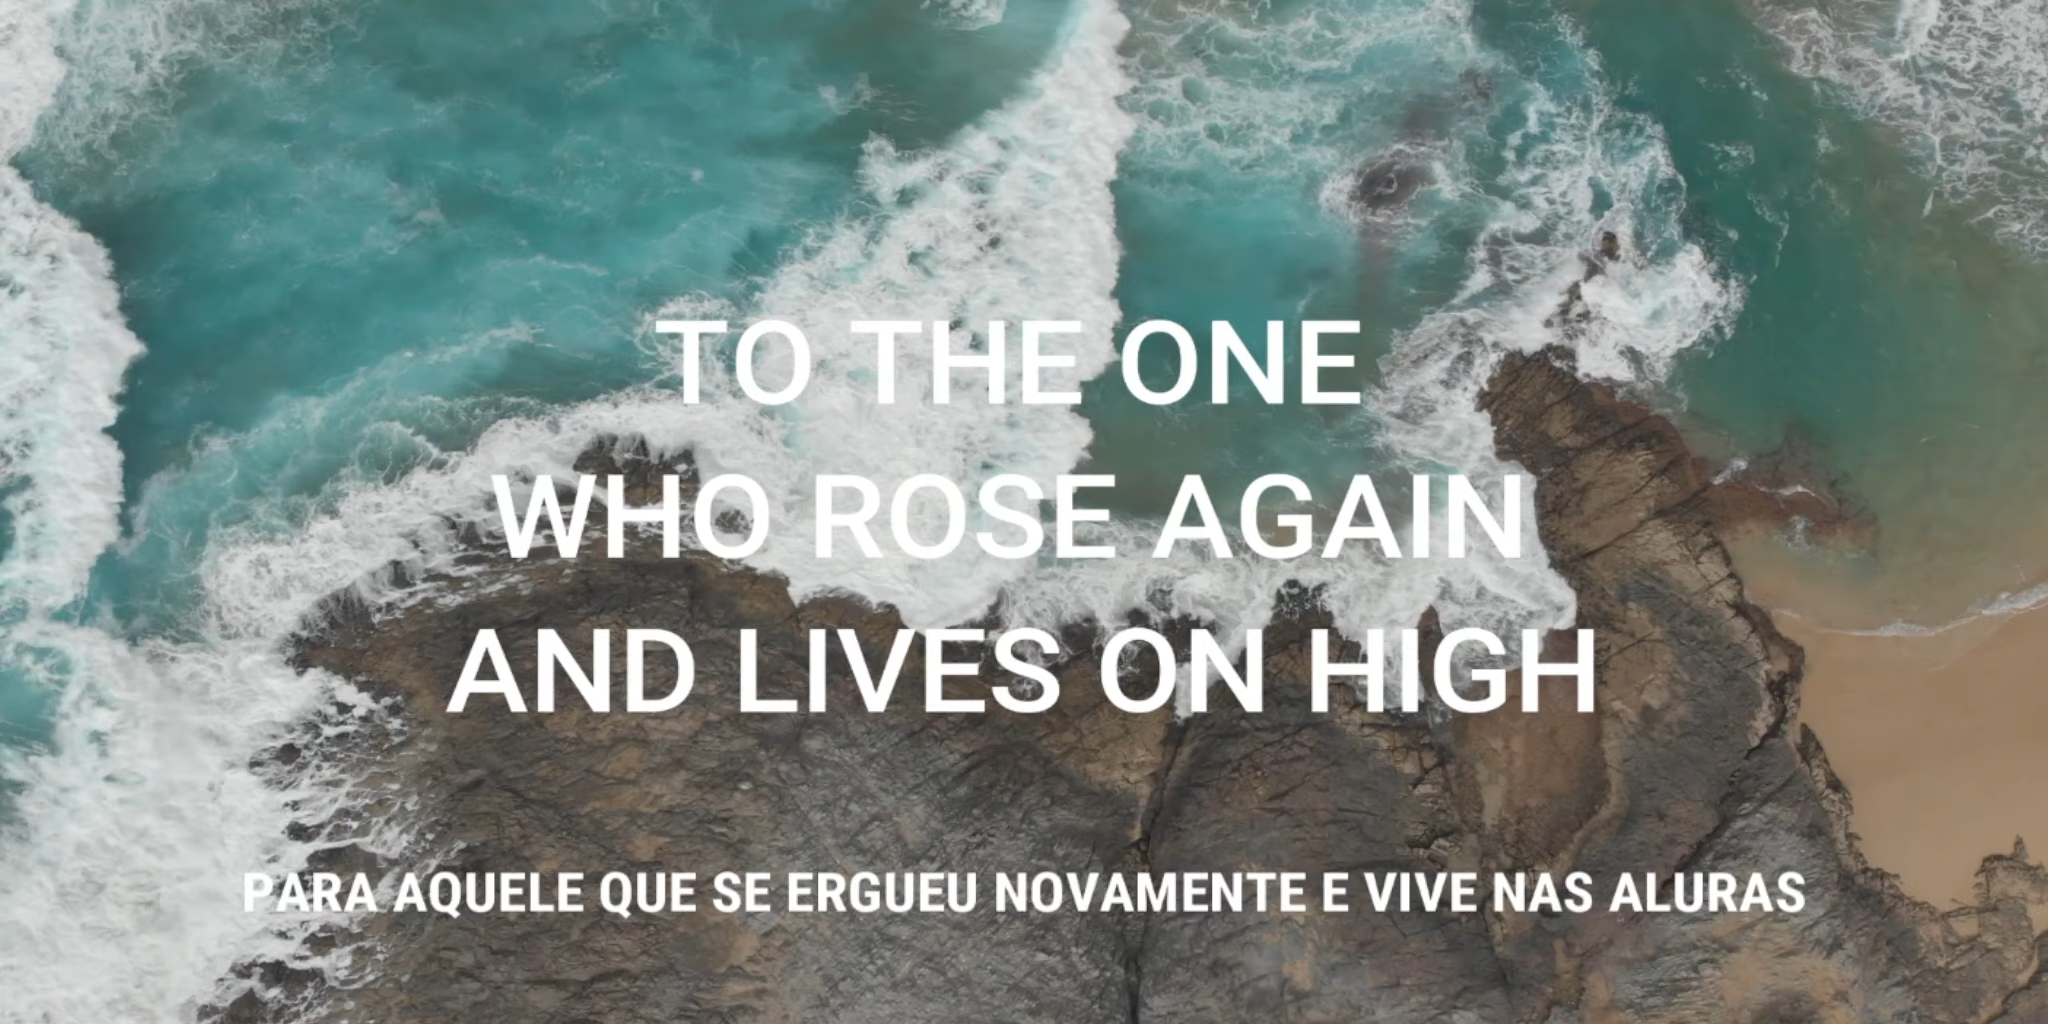 TO THE ONE
WHO ROSE AGAIN
AND LIVES ON HIGH
PARA AQUELE QUE SE ERGUEU NOVAMENTE E VIVE NAS ALURAS